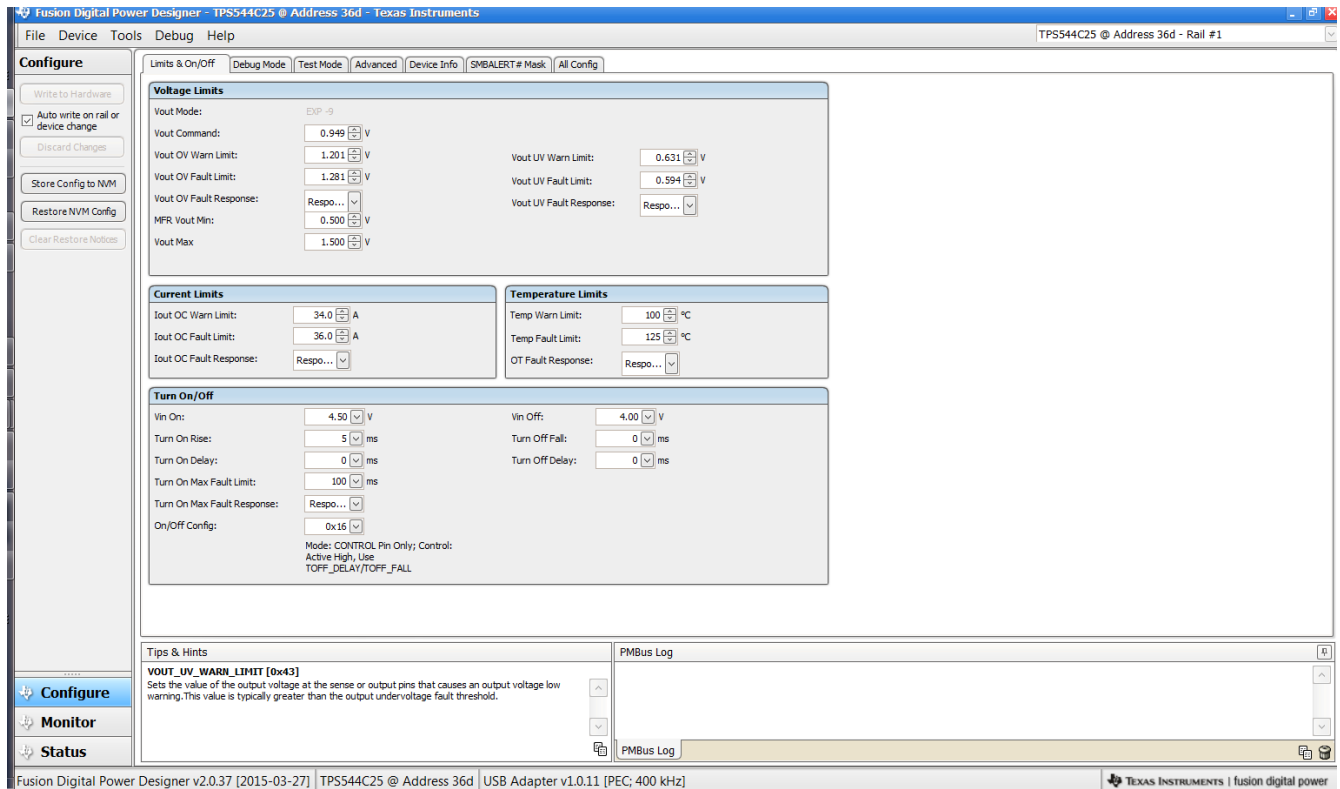 Fusion Digital Power Designer - TPS544C25 @ Address 36d - Texas Instruments
File Device Tools Debug Help
TPS544C25 @ Address 36d - Rail #1
Configure
Write to Hardware
Auto write on rail or
device change
Discard Changes
Store Config to NVM
Restore NVM Config
Clear Restore Notices
Limits & On/Off Debug Mode Test Mode Advanced Device Info SMBALERT# Mask All Config
Voltage Limits
Vout Mode: EXP -9
Vout Command: 0.949 V
Vout OV Warn Limit: 1.201 V
Vout UV Warn Limit: 0.631 V
Vout OV Fault Limit: 1.281 V
Vout UV Fault Limit: 0.594 V
Vout OV Fault Response: Respo...
Vout UV Fault Response: Respo...
MFR Vout Min: 0.500 V
Vout Max 1.500 V
Current Limits
Iout OC Warn Limit: 34.0 A
Iout OC Fault Limit: 36.0 A
Iout OC Fault Response: Respo...
Temperature Limits
Temp Warn Limit: 100 ºC
Temp Fault Limit: 125 ºC
OT Fault Response: Respo...
Turn On/Off
Vin On: 4.50 V
Vin Off: 4.00 V
Turn On Rise: 5 ms
Turn Off Fall: 0 ms
Turn On Delay: 0 ms
Turn Off Delay: 0 ms
Turn On Max Fault Limit: 100 ms
Turn On Max Fault Response: Respo...
On/Off Config: 0x16
Mode: CONTROL Pin Only; Control:
Active High, Use
TOFF_DELAY/TOFF_FALL
Tips & Hints
VOUT_UV_WARN_LIMIT [0x43]
Sets the value of the output voltage at the sense or output pins that causes an output voltage low
warning.This value is typically greater than the output undervoltage fault threshold.
PMBus Log
PMBus Log
Configure
Monitor
Status
Fusion Digital Power Designer v2.0.37 [2015-03-27] TPS544C25 @ Address 36d USB Adapter v1.0.11 [PEC; 400 kHz]
TEXAS INSTRUMENTS | fusion digital power